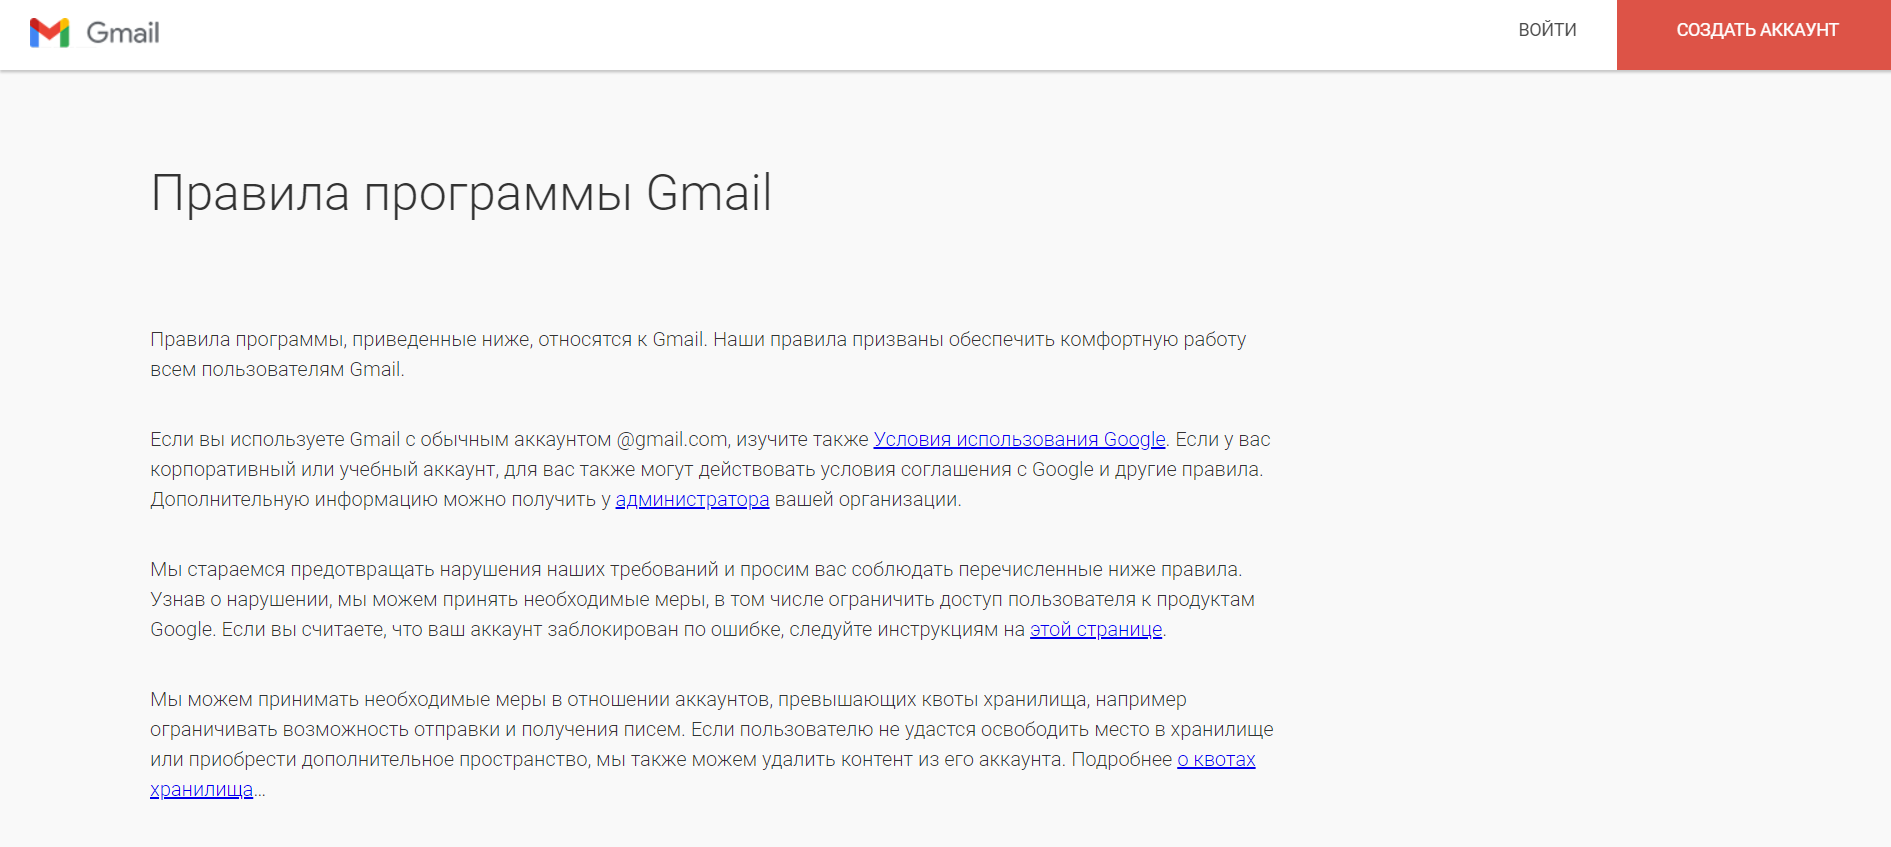 Gmail
ВОЙТИ
СОЗДАТЬ АККАУНТ
Правила программы Gmail
Правила программы, приведенные ниже, относятся к Gmail. Наши правила призваны обеспечить комфортную работу
всем пользователям Gmail.
Если вы используете Gmail с обычным аккаунтом @gmail.com, изучите также Условия использования Google. Если у вас
корпоративный или учебный аккаунт, для вас также могут действовать условия соглашения с Google и другие правила.
Дополнительную информацию можно получить у администратора вашей организации.
Мы стараемся предотвращать нарушения наших требований и просим вас соблюдать перечисленные ниже правила.
Узнав о нарушении, мы можем принять необходимые меры, в том числе ограничить доступ пользователя к продуктам
Google. Если вы считаете, что ваш аккаунт заблокирован по ошибке, следуйте инструкциям на этой странице.
Мы можем принимать необходимые меры в отношении аккаунтов, превышающих квоты хранилища, например
ограничивать возможность отправки и получения писем. Если пользователю не удастся освободить место в хранилище
или приобрести дополнительное пространство, мы также можем удалить контент из его аккаунта. Подробнее о квотах
хранилища…